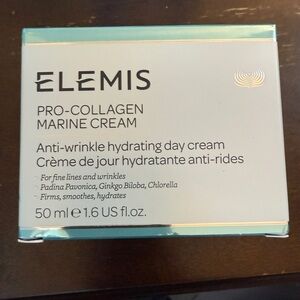 ELEMIS
PRO-COLLAGEN
MARINE CREAM
Anti-wrinkle hydrating day cream
Crème de jour hydratante anti-rides
· For fine lines and wrinkles
· Padina Pavonica, Ginkgo Biloba, Chlorella
· Firms, smoothes, hydrates
50 ml ℮ 1.6 US fl.oz.